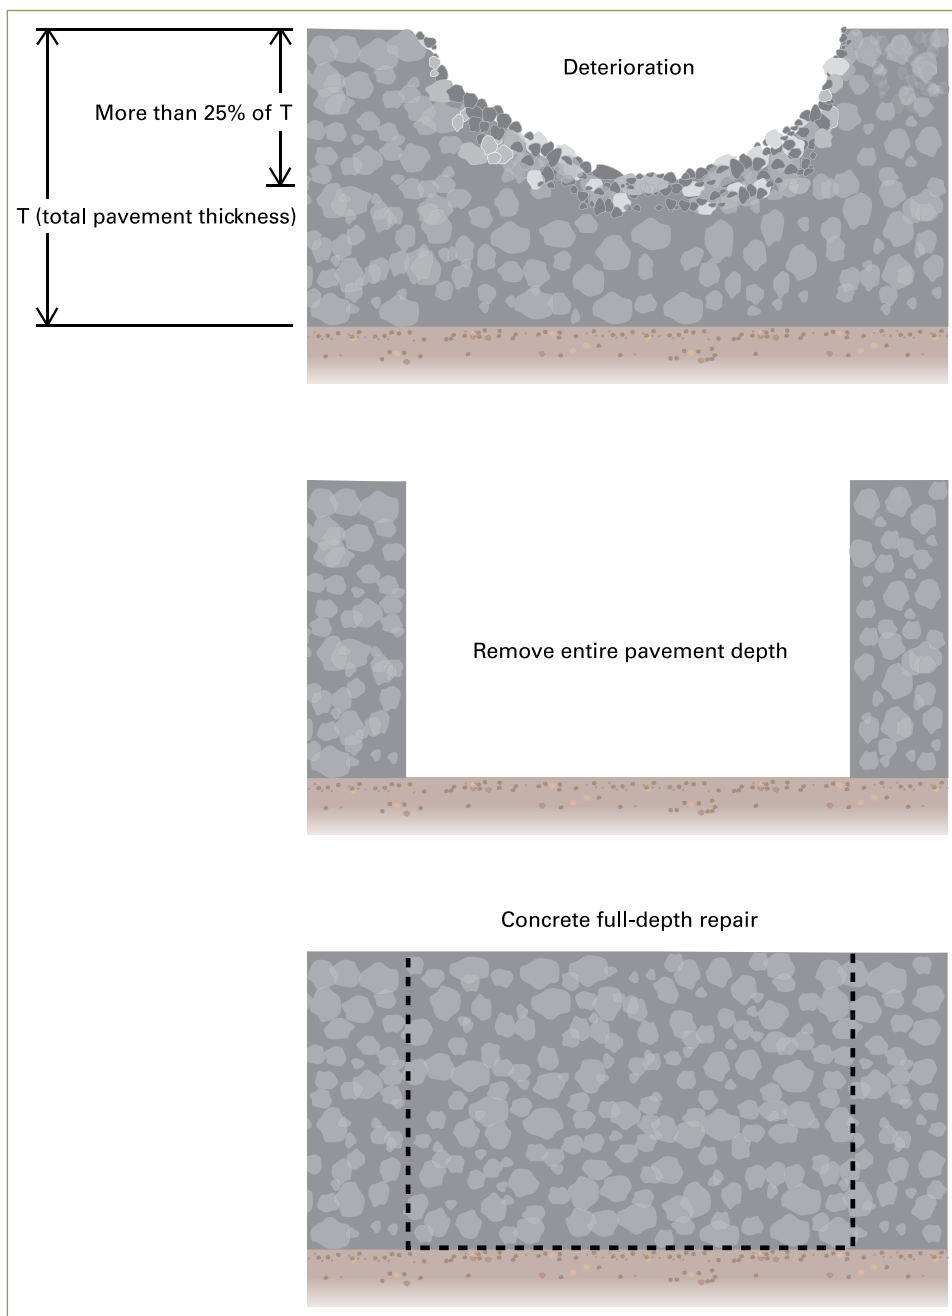 Deterioration
More than 25% of T
T (total pavement thickness)
Remove entire pavement depth
Concrete full-depth repair